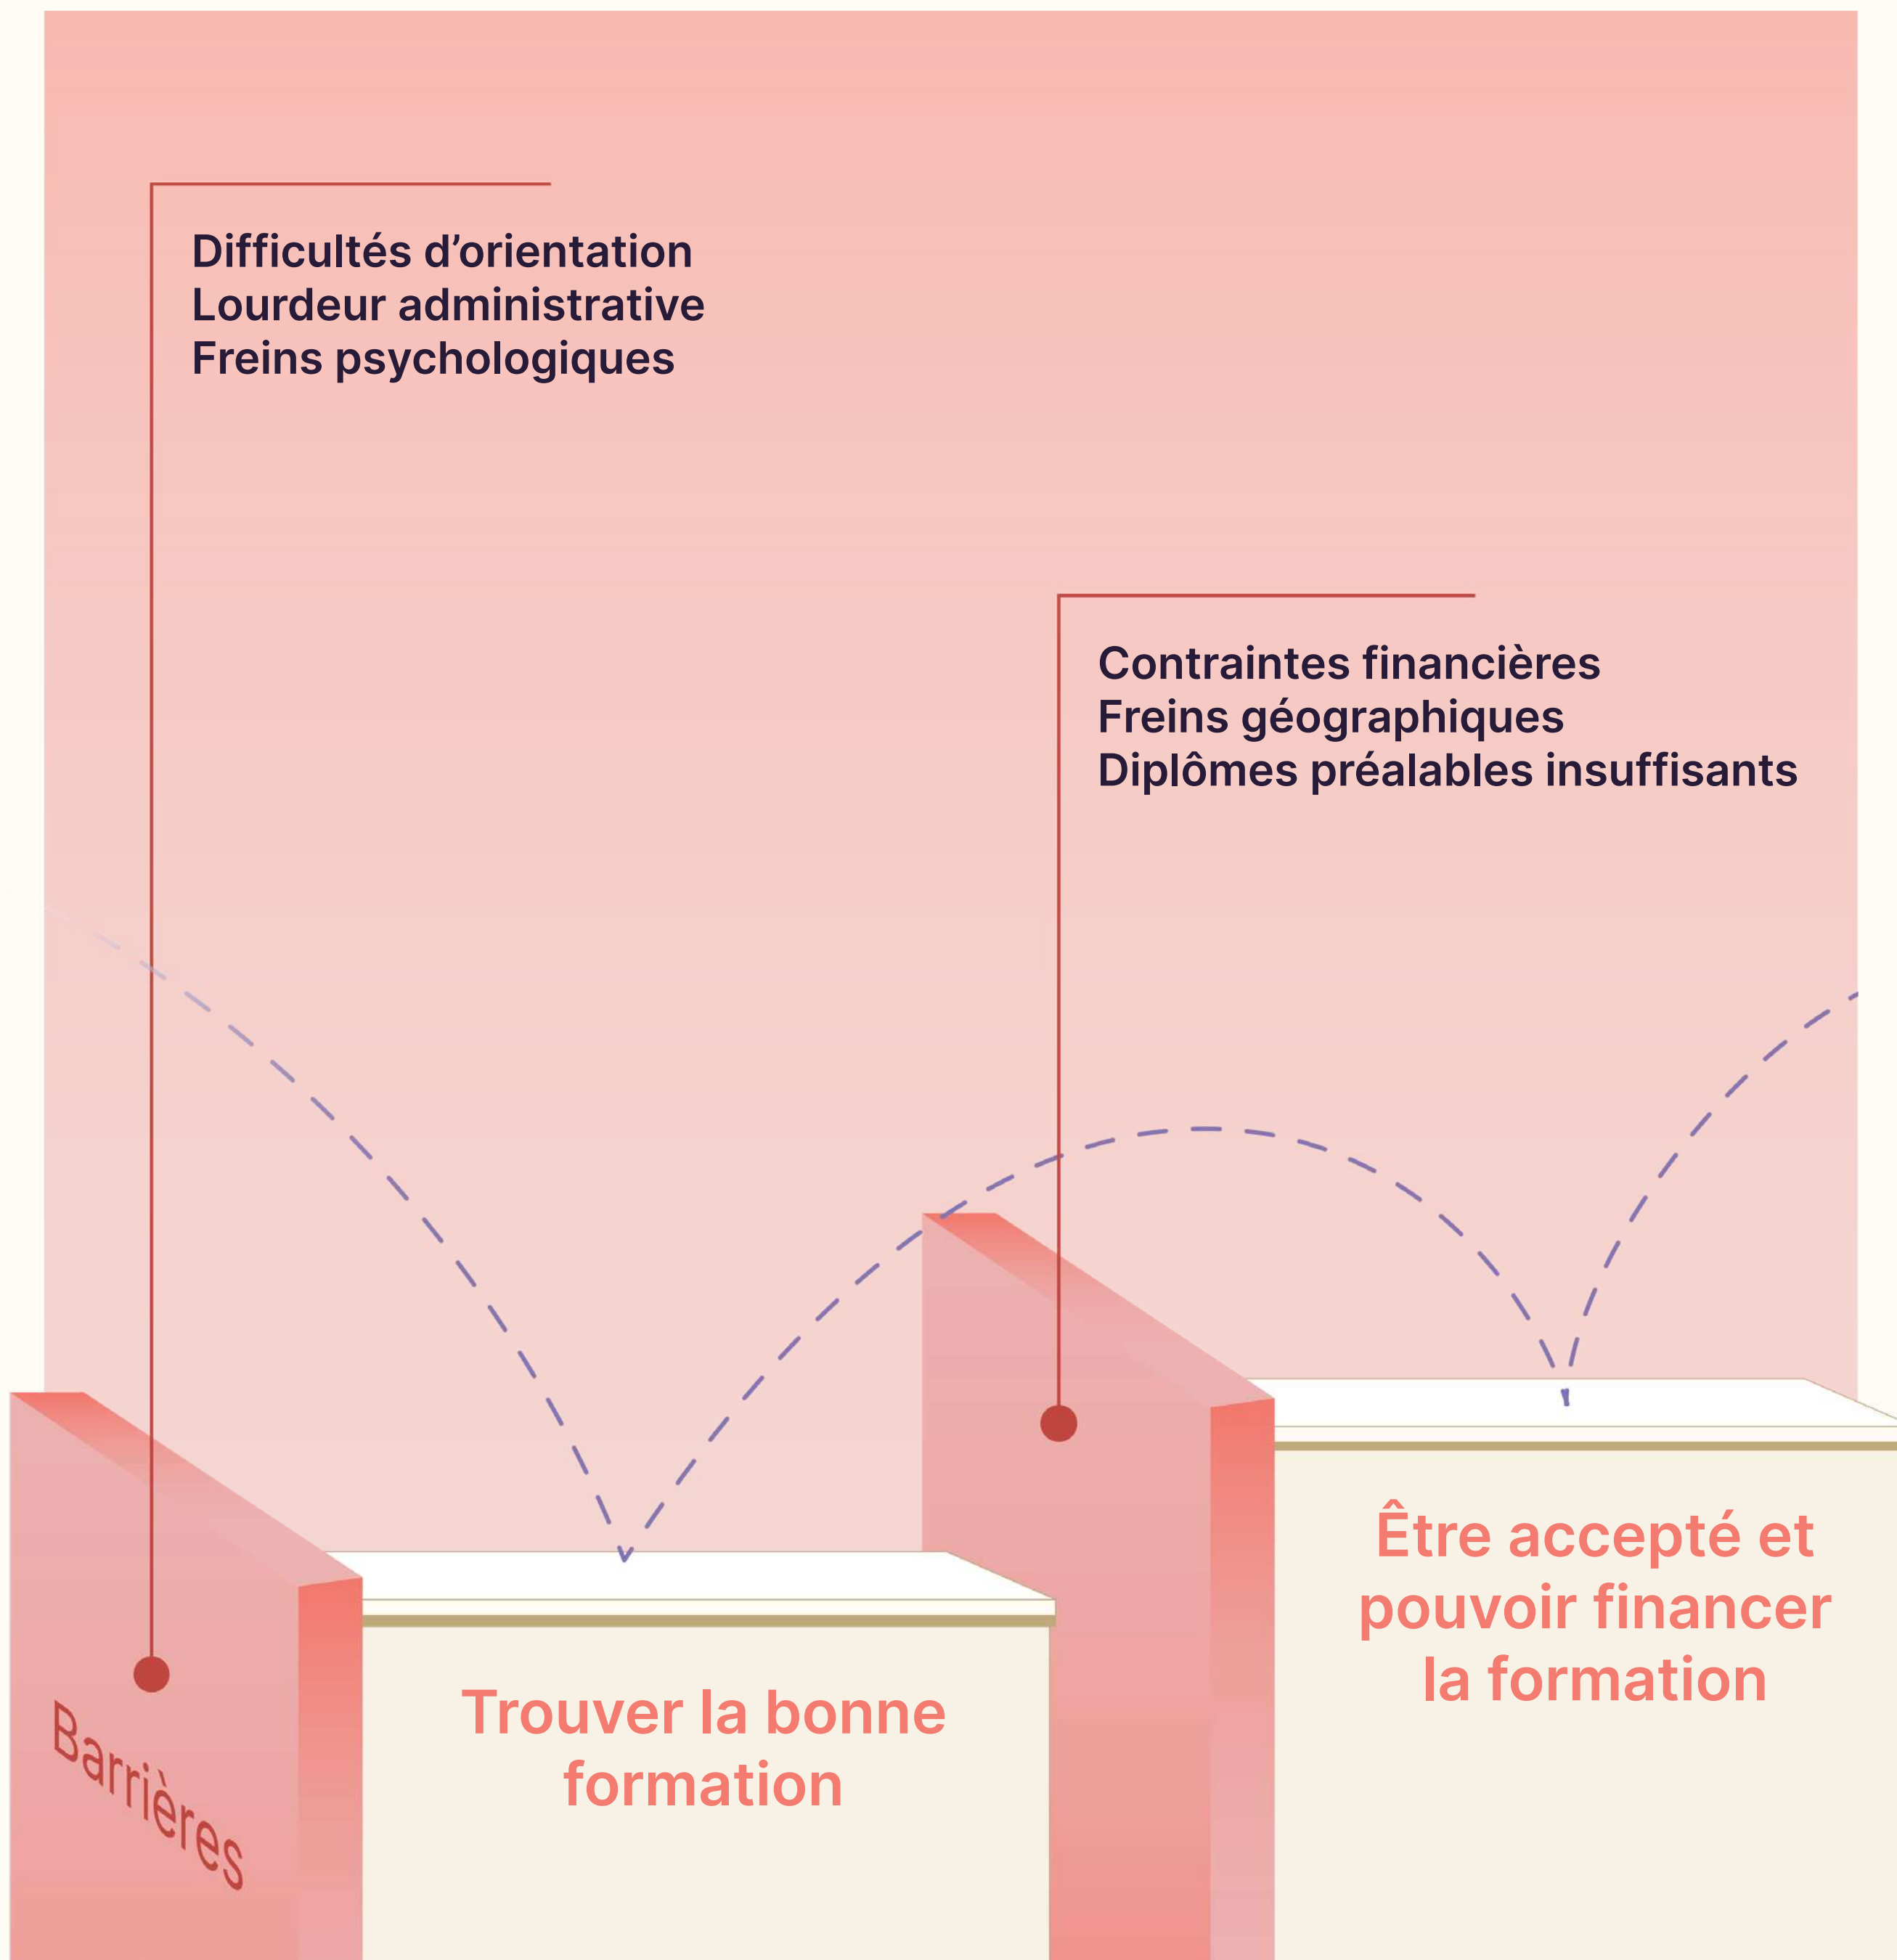 Difficultés d’orientation
Lourdeur administrative
Freins psychologiques
Contraintes financières
Freins géographiques
Diplômes préalables insuffisants
Être accepté et
pouvoir financer
la formation
Trouver la bonne
formation
Barrières